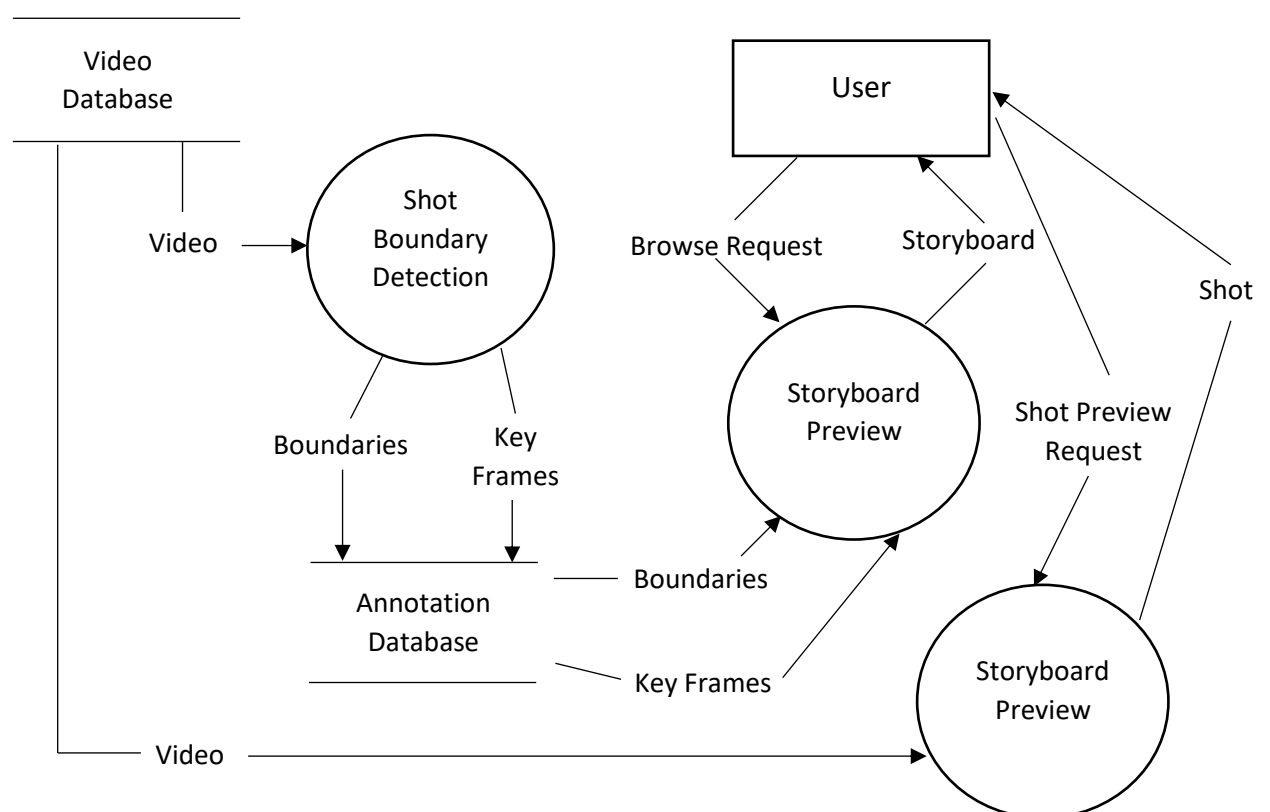 Video
Database
User
Shot
Boundary
Detection
Video
Browse Request
Storyboard
Shot
Storyboard
Preview
Shot Preview
Request
Boundaries
Key
Frames
Boundaries
Annotation
Database
Key Frames
Storyboard
Preview
Video